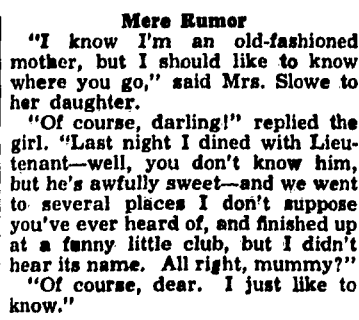 Mere Rumor
"I know I'm an old-fashioned
mother, but I should like to know
where you go," said Mrs. Slowe to
her daughter.
"Of course, darling!" replied the
girl. "Last night I dined with Lieu-
tenant—well, you don't know him,
but he's awfully sweet—and we went
to several places I don't suppose
you've ever heard of, and finished up
at a funny little club, but I didn't
hear its name. All right, mummy?"
"Of course, dear. I just like to
know."